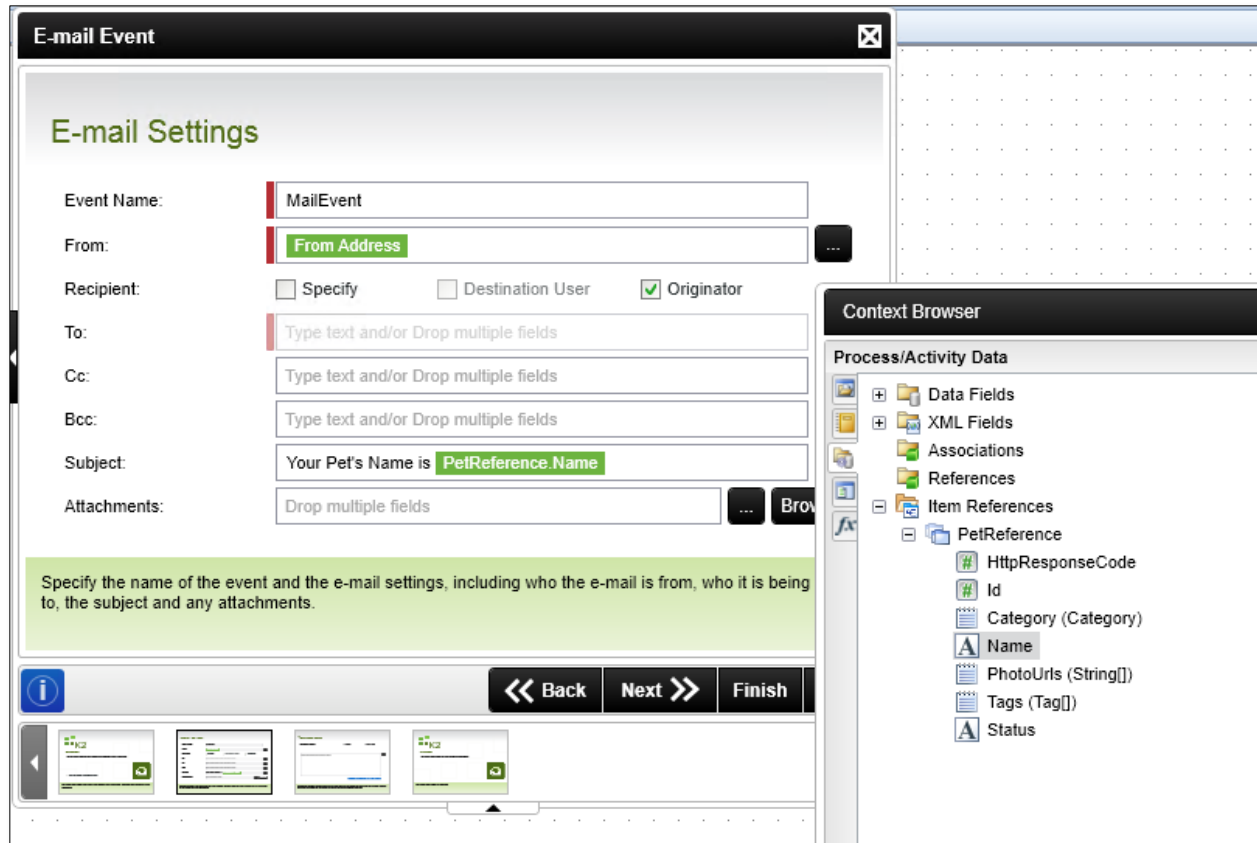 E-mail Event
E-mail Settings
Event Name: MailEvent
From: From Address ...
Recipient: Specify Destination User Originator
To: Type text and/or Drop multiple fields
Cc: Type text and/or Drop multiple fields
Bcc: Type text and/or Drop multiple fields
Subject: Your Pet's Name is PetReference.Name
Attachments: Drop multiple fields ... Brow
Specify the name of the event and the e-mail settings, including who the e-mail is from, who it is being
to, the subject and any attachments.
Back Next Finish
K2
K2
Context Browser
Process/Activity Data
Data Fields
XML Fields
Associations
References
Item References
fx
PetReference
# HttpResponseCode
# Id
Category (Category)
A Name
PhotoUrls (String[])
Tags (Tag[])
A Status